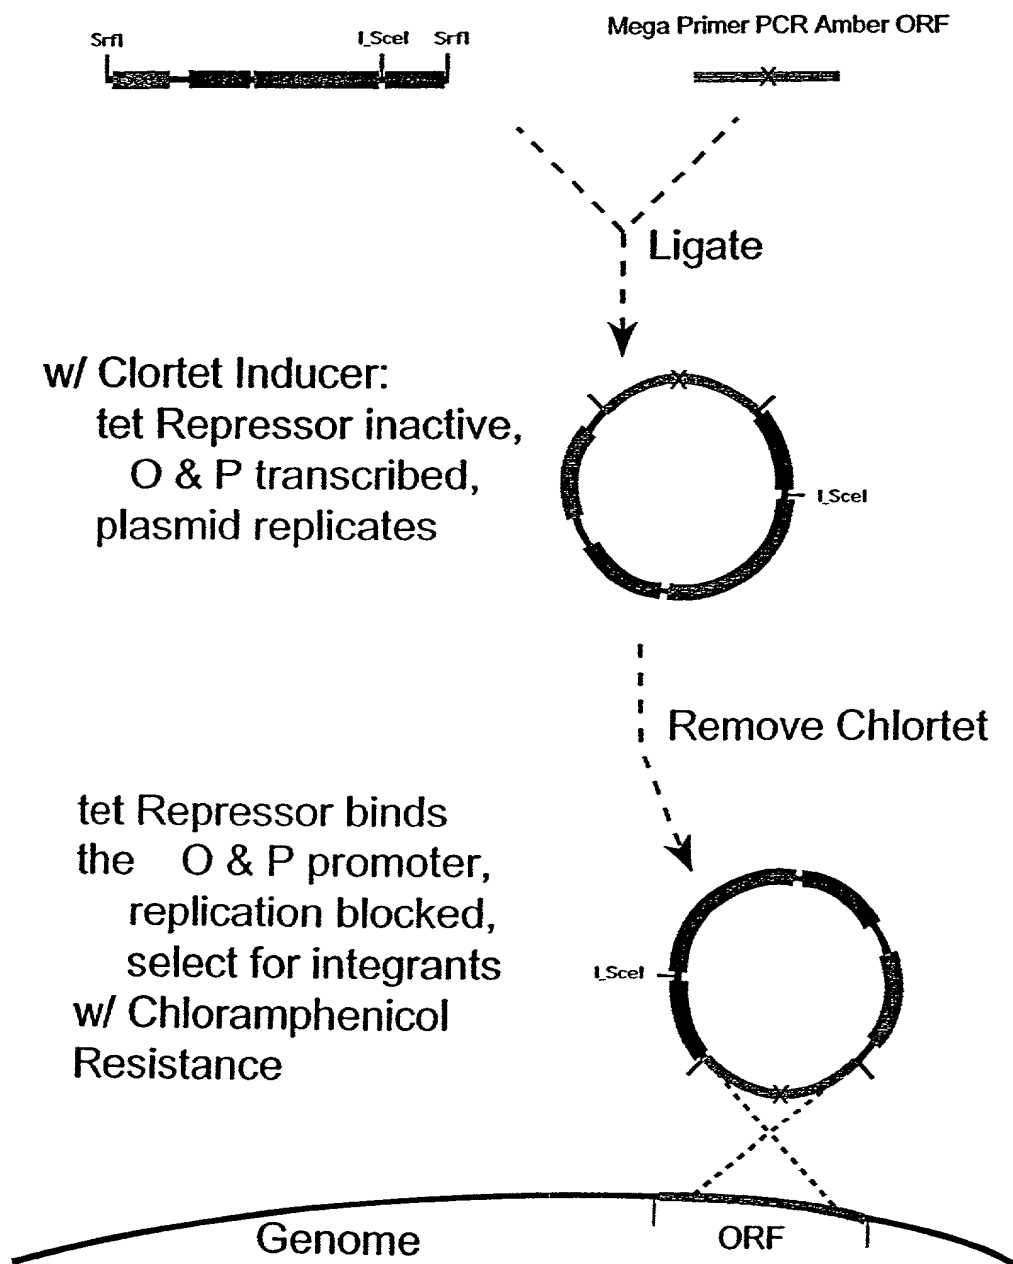 Mega Primer PCR Amber ORF
SrfI I_SceI SrfI
X
Ligate
w/ Clortet Inducer:
tet Repressor inactive,
O & P transcribed,
plasmid replicates
X
I_SceI
Remove Chlortet
tet Repressor binds
the O & P promoter,
replication blocked,
select for integrants
w/ Chloramphenicol
Resistance
I_SceI
X
Genome
ORF